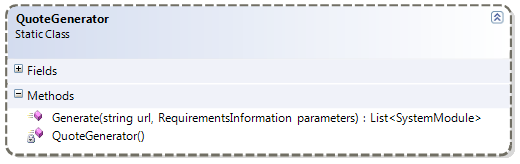 QuoteGenerator
Static Class
Fields
Methods
Generate(string url, RequirementsInformation parameters) : List<SystemModule>
QuoteGenerator()